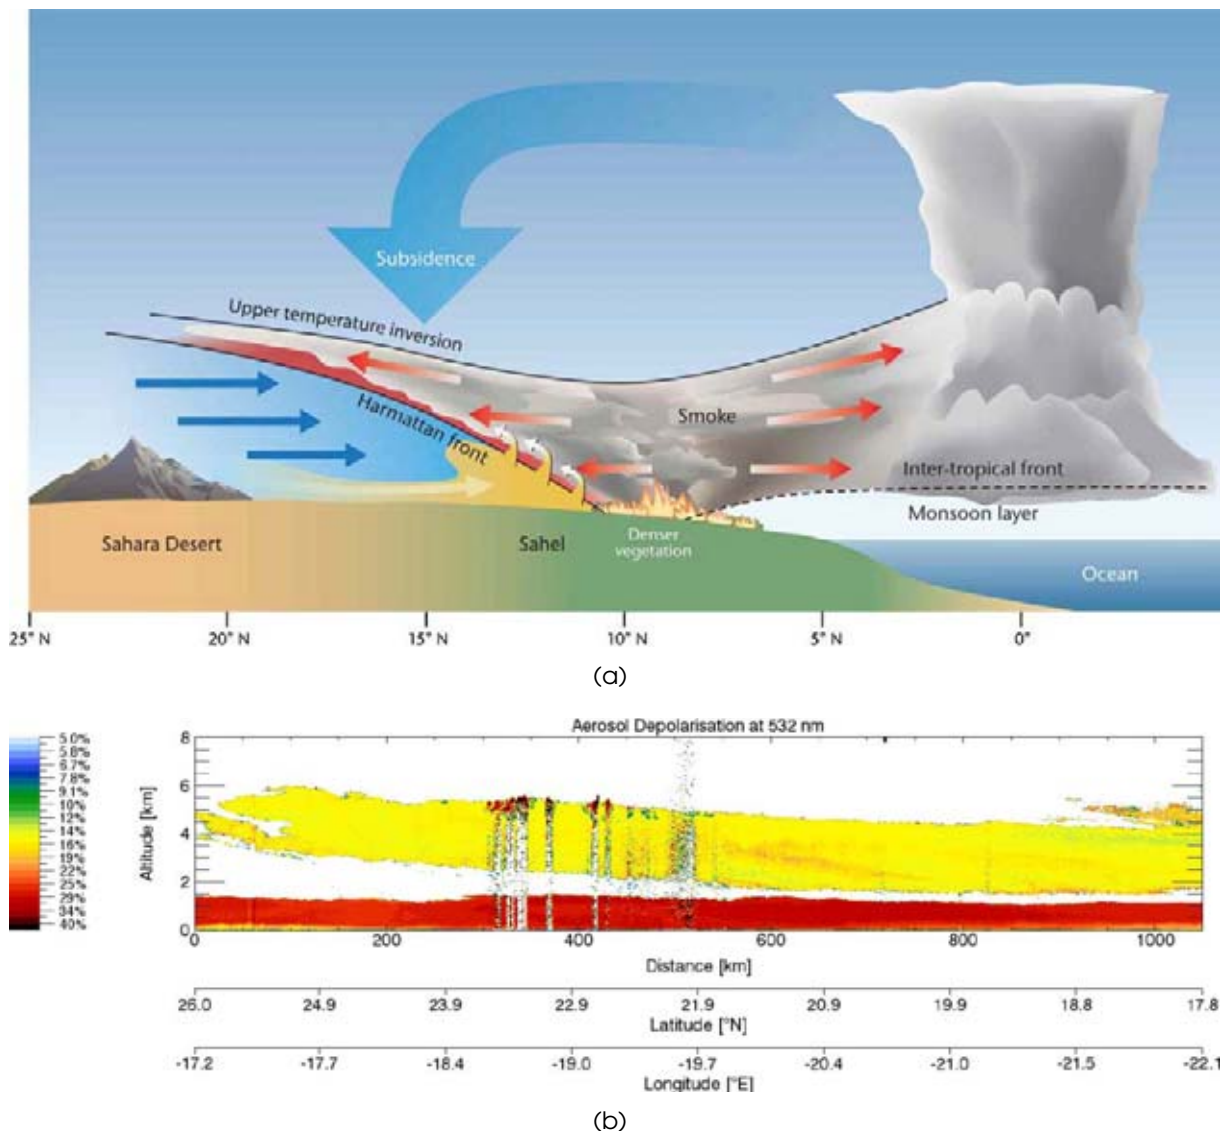 Subsidence
Upper temperature inversion
Harmattan front
Smoke
Inter-tropical front
Monsoon layer
Sahara Desert
Sahel
Denser
vegetation
Ocean
25° N 20° N 15° N 10° N 5° N 0°
(a)
Aerosol Depolarisation at 532 nm
5.0%
5.8%
6.7%
7.8%
9.1%
10%
12%
14%
16%
19%
22%
25%
29%
34%
40%
Altitude [km]
8
6
4
2
0
0 200 400 600 800 1000
Distance [km]
26.0 24.9 23.9 22.9 21.9 20.9 19.9 18.8 17.8
Latitude [°N]
-17.2 -17.7 -18.4 -19.0 -19.7 -20.4 -21.0 -21.5 -22.1
Longitude [°E]
(b)